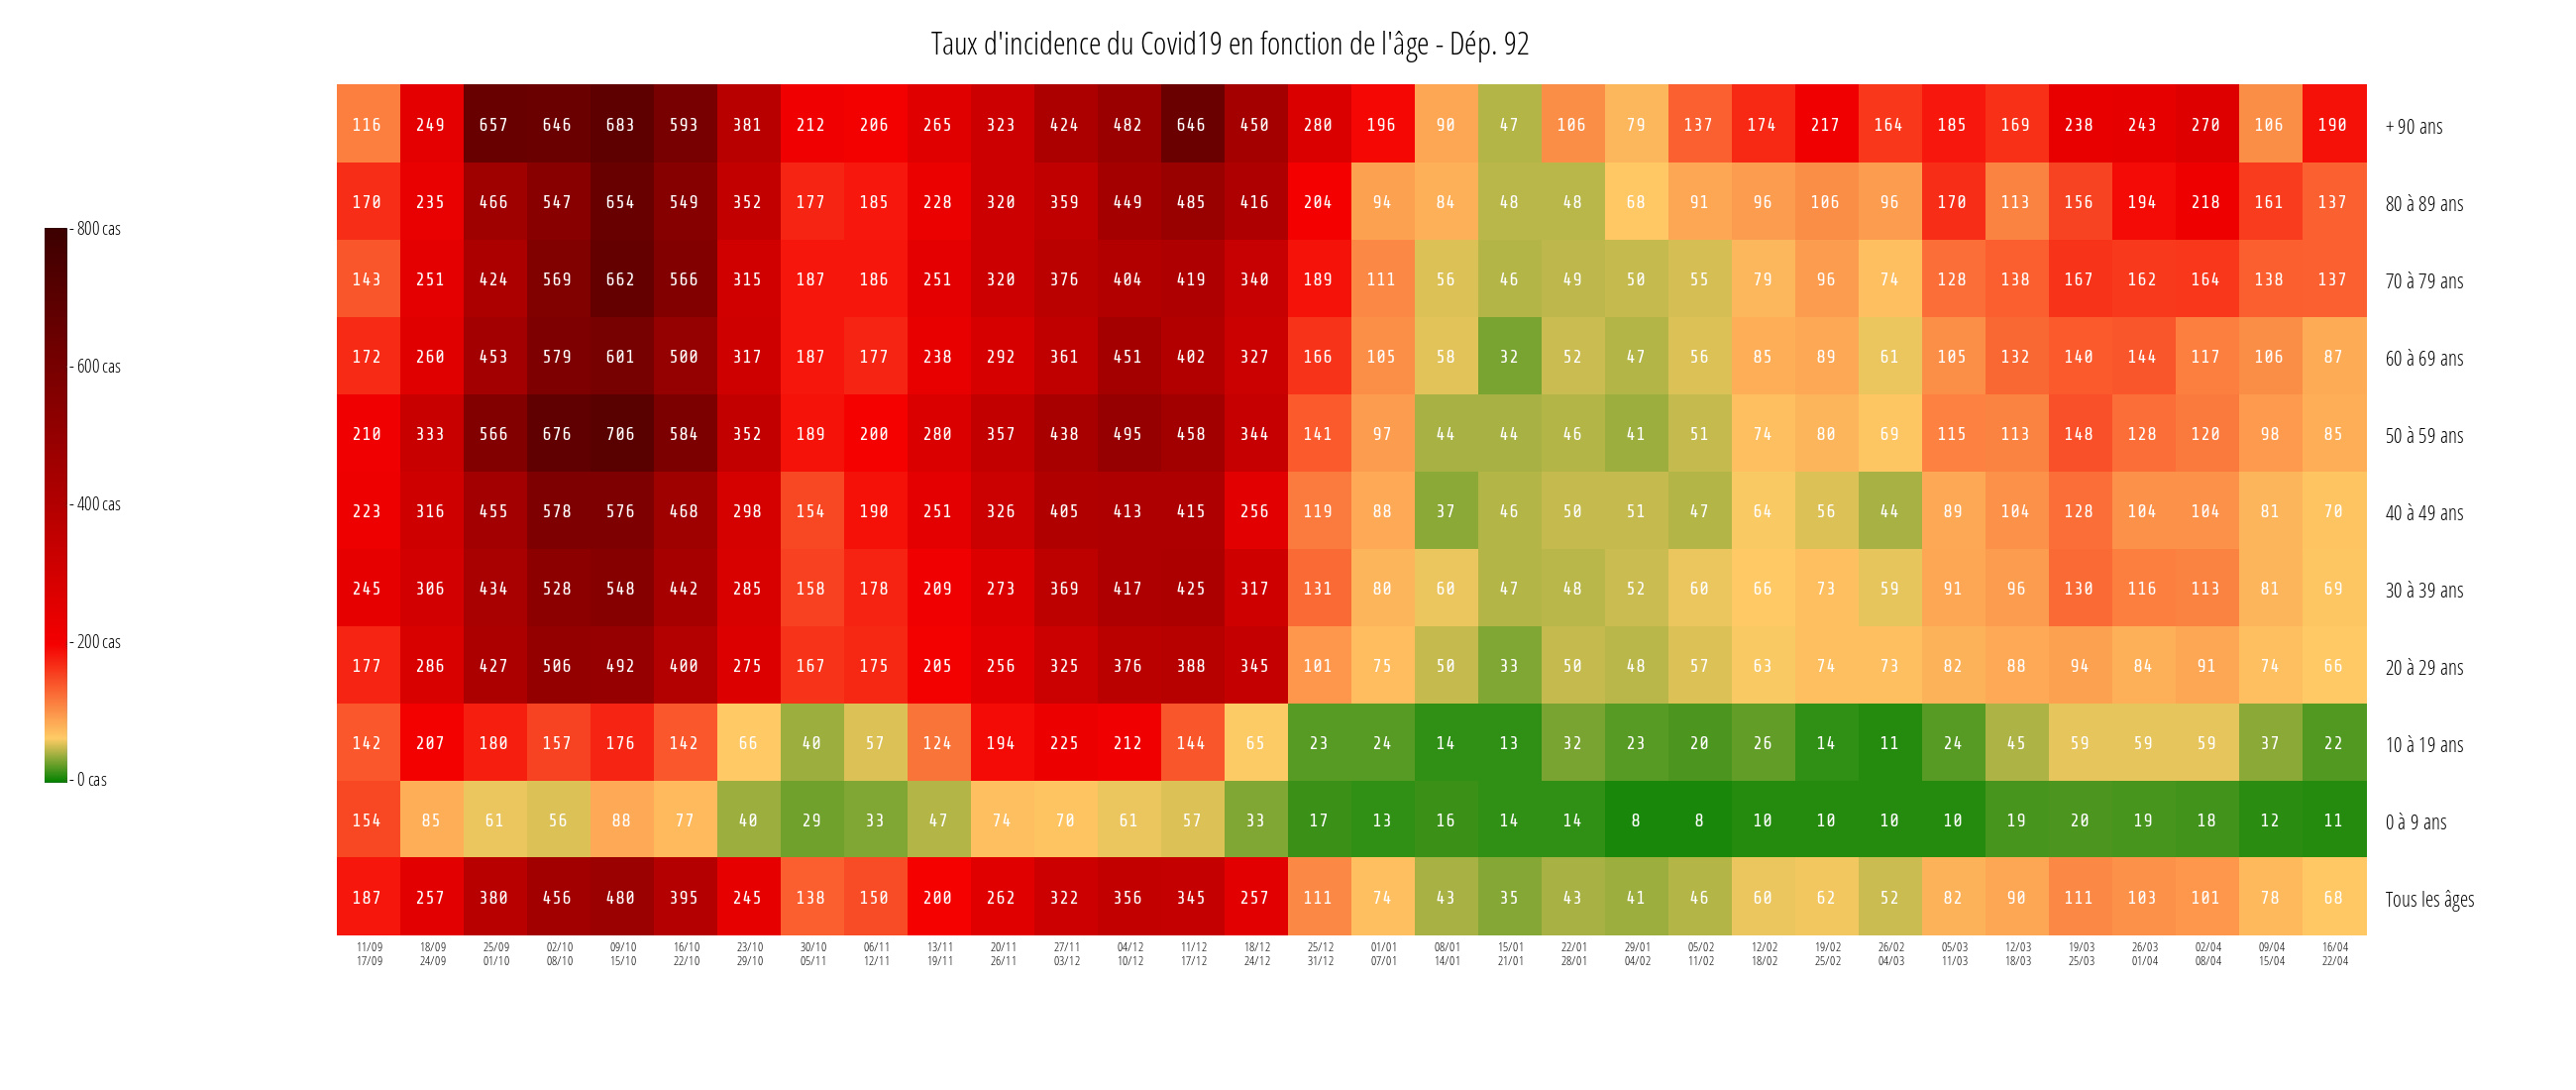 Taux d'incidence du Covid19 en fonction de l'âge - Dép. 92
- 800 cas
- 600 cas
- 400 cas
- 200 cas
- 0 cas
116 249 657 646 683 593 381 212 206 265 323 424 482 646 450 280 196 90 47 106 79 137 174 217 164 185 169 238 243 270 106 190 + 90 ans
170 235 466 547 654 549 352 177 185 228 320 359 449 485 416 204 94 84 48 48 68 91 96 106 96 170 113 156 194 218 161 137 80 à 89 ans
143 251 424 569 662 566 315 187 186 251 320 376 404 419 340 189 111 56 46 49 50 55 79 96 74 128 138 167 162 164 138 137 70 à 79 ans
172 260 453 579 601 500 317 187 177 238 292 361 451 402 327 166 105 58 32 52 47 56 85 89 61 105 132 140 144 117 106 87 60 à 69 ans
210 333 566 676 706 584 352 189 200 280 357 438 495 458 344 141 97 44 44 46 41 51 74 80 69 115 113 148 128 120 98 85 50 à 59 ans
223 316 455 578 576 468 298 154 190 251 326 405 413 415 256 119 88 37 46 50 51 47 64 56 44 89 104 128 104 104 81 70 40 à 49 ans
245 306 434 528 548 442 285 158 178 209 273 369 417 425 317 131 80 60 47 48 52 60 66 73 59 91 96 130 116 113 81 69 30 à 39 ans
177 286 427 506 492 400 275 167 175 205 256 325 376 388 345 101 75 50 33 50 48 57 63 74 73 82 88 94 84 91 74 66 20 à 29 ans
142 207 180 157 176 142 66 40 57 124 194 225 212 144 65 23 24 14 13 32 23 20 26 14 11 24 45 59 59 59 37 22 10 à 19 ans
154 85 61 56 88 77 40 29 33 47 74 70 61 57 33 17 13 16 14 14 8 8 10 10 10 10 19 20 19 18 12 11 0 à 9 ans
187 257 380 456 480 395 245 138 150 200 262 322 356 345 257 111 74 43 35 43 41 46 60 62 52 82 90 111 103 101 78 68 Tous les âges
11/09 18/09 25/09 02/10 09/10 16/10 23/10 30/10 06/11 13/11 20/11 27/11 04/12 11/12 18/12 25/12 01/01 08/01 15/01 22/01 29/01 05/02 12/02 19/02 26/02 05/03 12/03 19/03 26/03 02/04 09/04 16/04
17/09 24/09 01/10 08/10 15/10 22/10 29/10 05/11 12/11 19/11 26/11 03/12 10/12 17/12 24/12 31/12 07/01 14/01 21/01 28/01 04/02 11/02 18/02 25/02 04/03 11/03 18/03 25/03 01/04 08/04 15/04 22/04